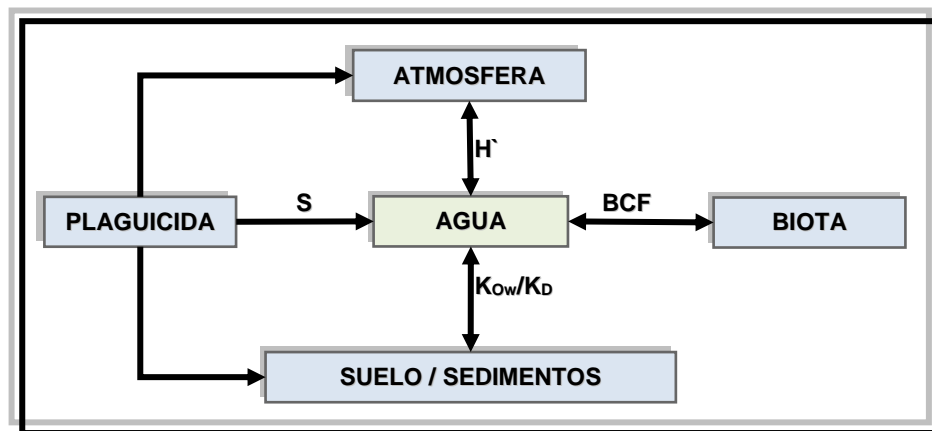 ATMOSFERA
H`
PLAGUICIDA
S
AGUA
BCF
BIOTA
KOw/KD
SUELO / SEDIMENTOS